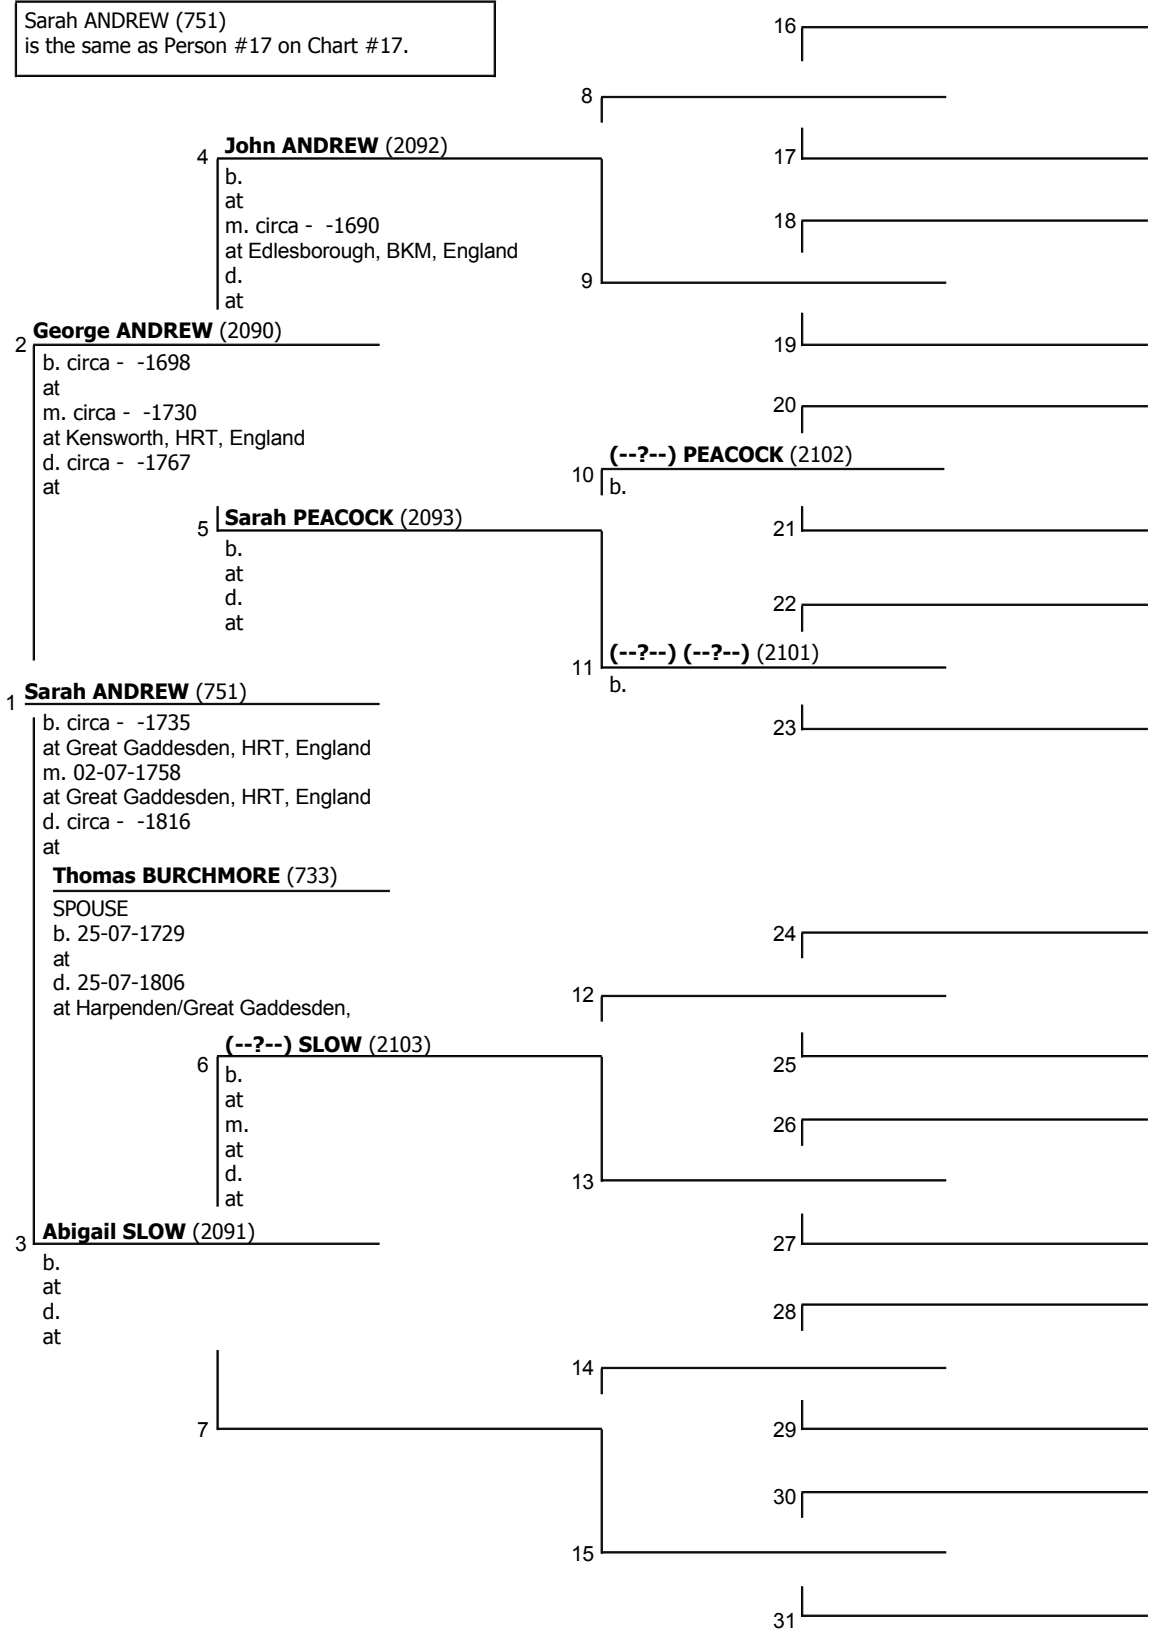 Sarah ANDREW (751)
is the same as Person #17 on Chart #17.
16
8
John ANDREW (2092)
4
17
b.
at
m. circa - -1690
18
at Edlesborough, BKM, England
d.
9
at
George ANDREW (2090)
2
19
b. circa - -1698
at
m. circa - -1730
20
at Kensworth, HRT, England
d. circa - -1767
(--?--) PEACOCK (2102)
10
at
b.
Sarah PEACOCK (2093)
5
21
b.
at
d.
22
at
(--?--) (--?--) (2101)
11
b.
Sarah ANDREW (751)
1
23
b. circa - -1735
at Great Gaddesden, HRT, England
m. 02-07-1758
at Great Gaddesden, HRT, England
d. circa - -1816
at
Thomas BURCHMORE (733)
SPOUSE
b. 25-07-1729
24
at
d. 25-07-1806
12
at Harpenden/Great Gaddesden,
(--?--) SLOW (2103)
6
25
b.
at
m.
26
at
d.
13
at
Abigail SLOW (2091)
3
27
b.
at
d.
28
at
14
7
29
30
15
31